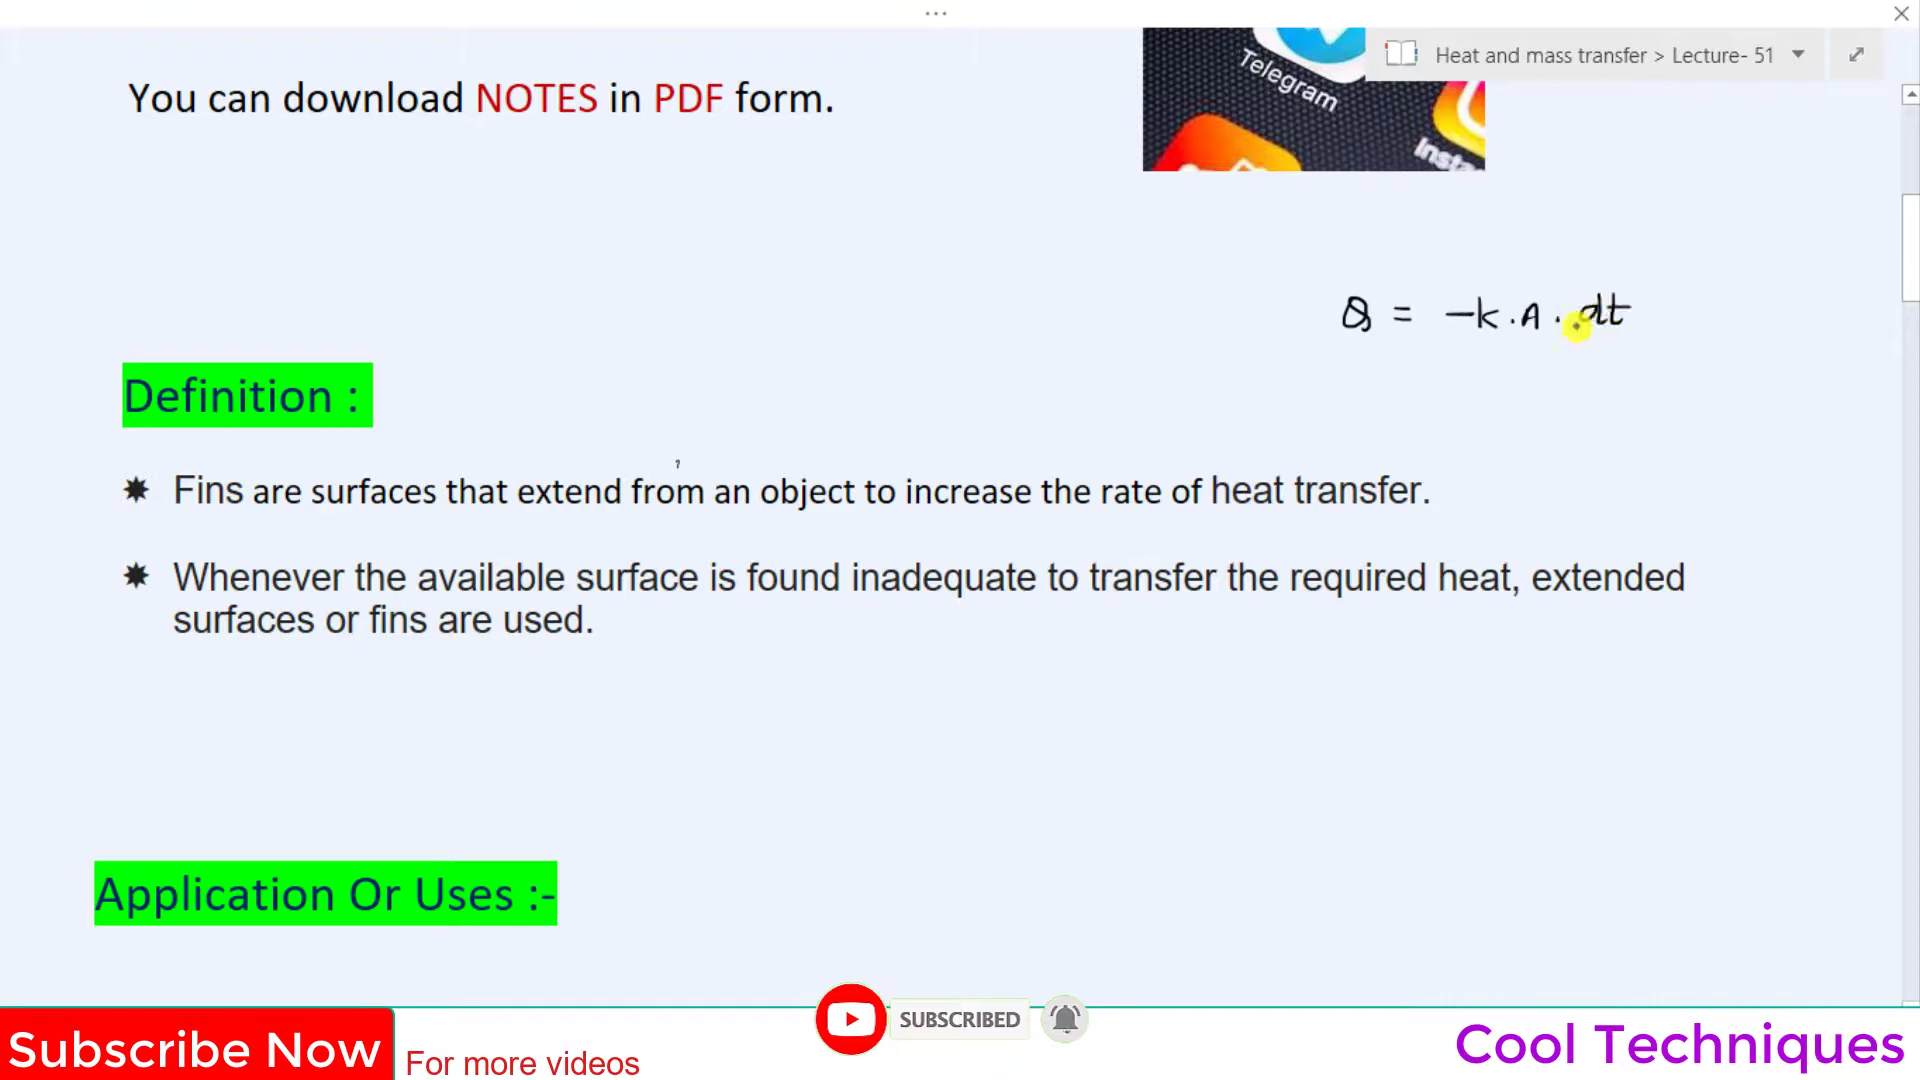 ...
Heat and mass transfer > Lecture- 51
Telegram
You can download NOTES in PDF form.
Q = -k.A.dt
Definition :
Fins are surfaces that extend from an object to increase the rate of heat transfer.
Whenever the available surface is found inadequate to transfer the required heat, extended
surfaces or fins are used.
Application Or Uses :-
SUBSCRIBED
Subscribe Now
For more videos
Cool Techniques